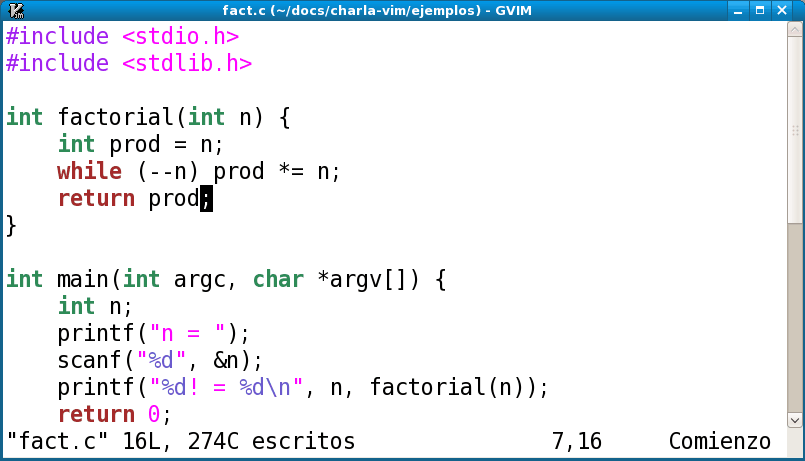 fact.c (~/docs/charla-vim/ejemplos) - GVIM
#include <stdio.h>
#include <stdlib.h>

int factorial(int n) {
    int prod = n;
    while (--n) prod *= n;
    return prod;
}

int main(int argc, char *argv[]) {
    int n;
    printf("n = ");
    scanf("%d", &n);
    printf("%d! = %d\n", n, factorial(n));
    return 0;
"fact.c" 16L, 274C escritos 7,16 Comienzo